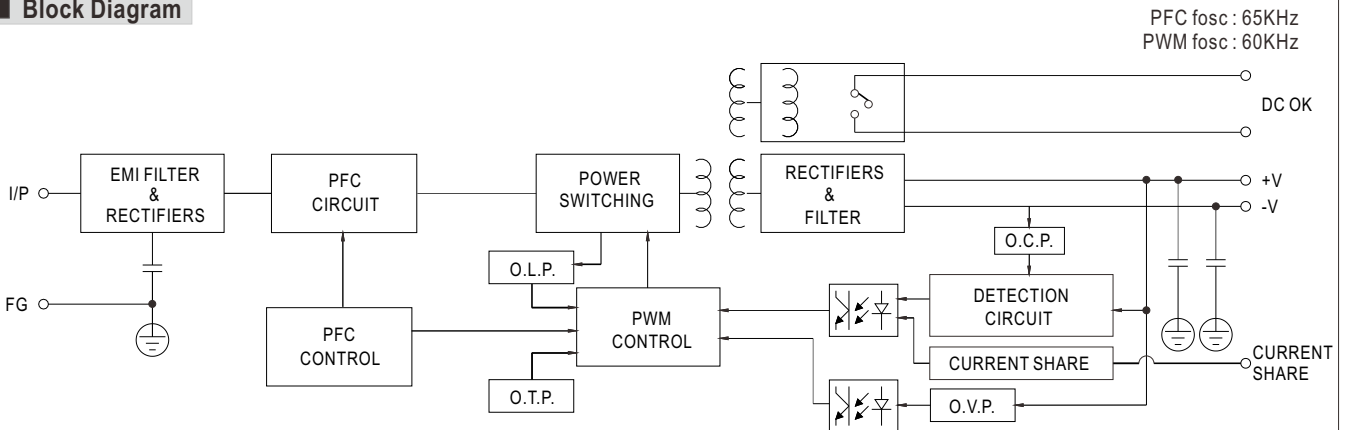 Block Diagram
PFC fosc : 65KHz
PWM fosc : 60KHz
DC OK
I/P
EMI FILTER
&
RECTIFIERS
PFC
CIRCUIT
POWER
SWITCHING
RECTIFIERS
&
FILTER
+V
-V
O.C.P.
O.L.P.
FG
PFC
CONTROL
PWM
CONTROL
DETECTION
CIRCUIT
CURRENT SHARE
CURRENT
SHARE
O.T.P.
O.V.P.